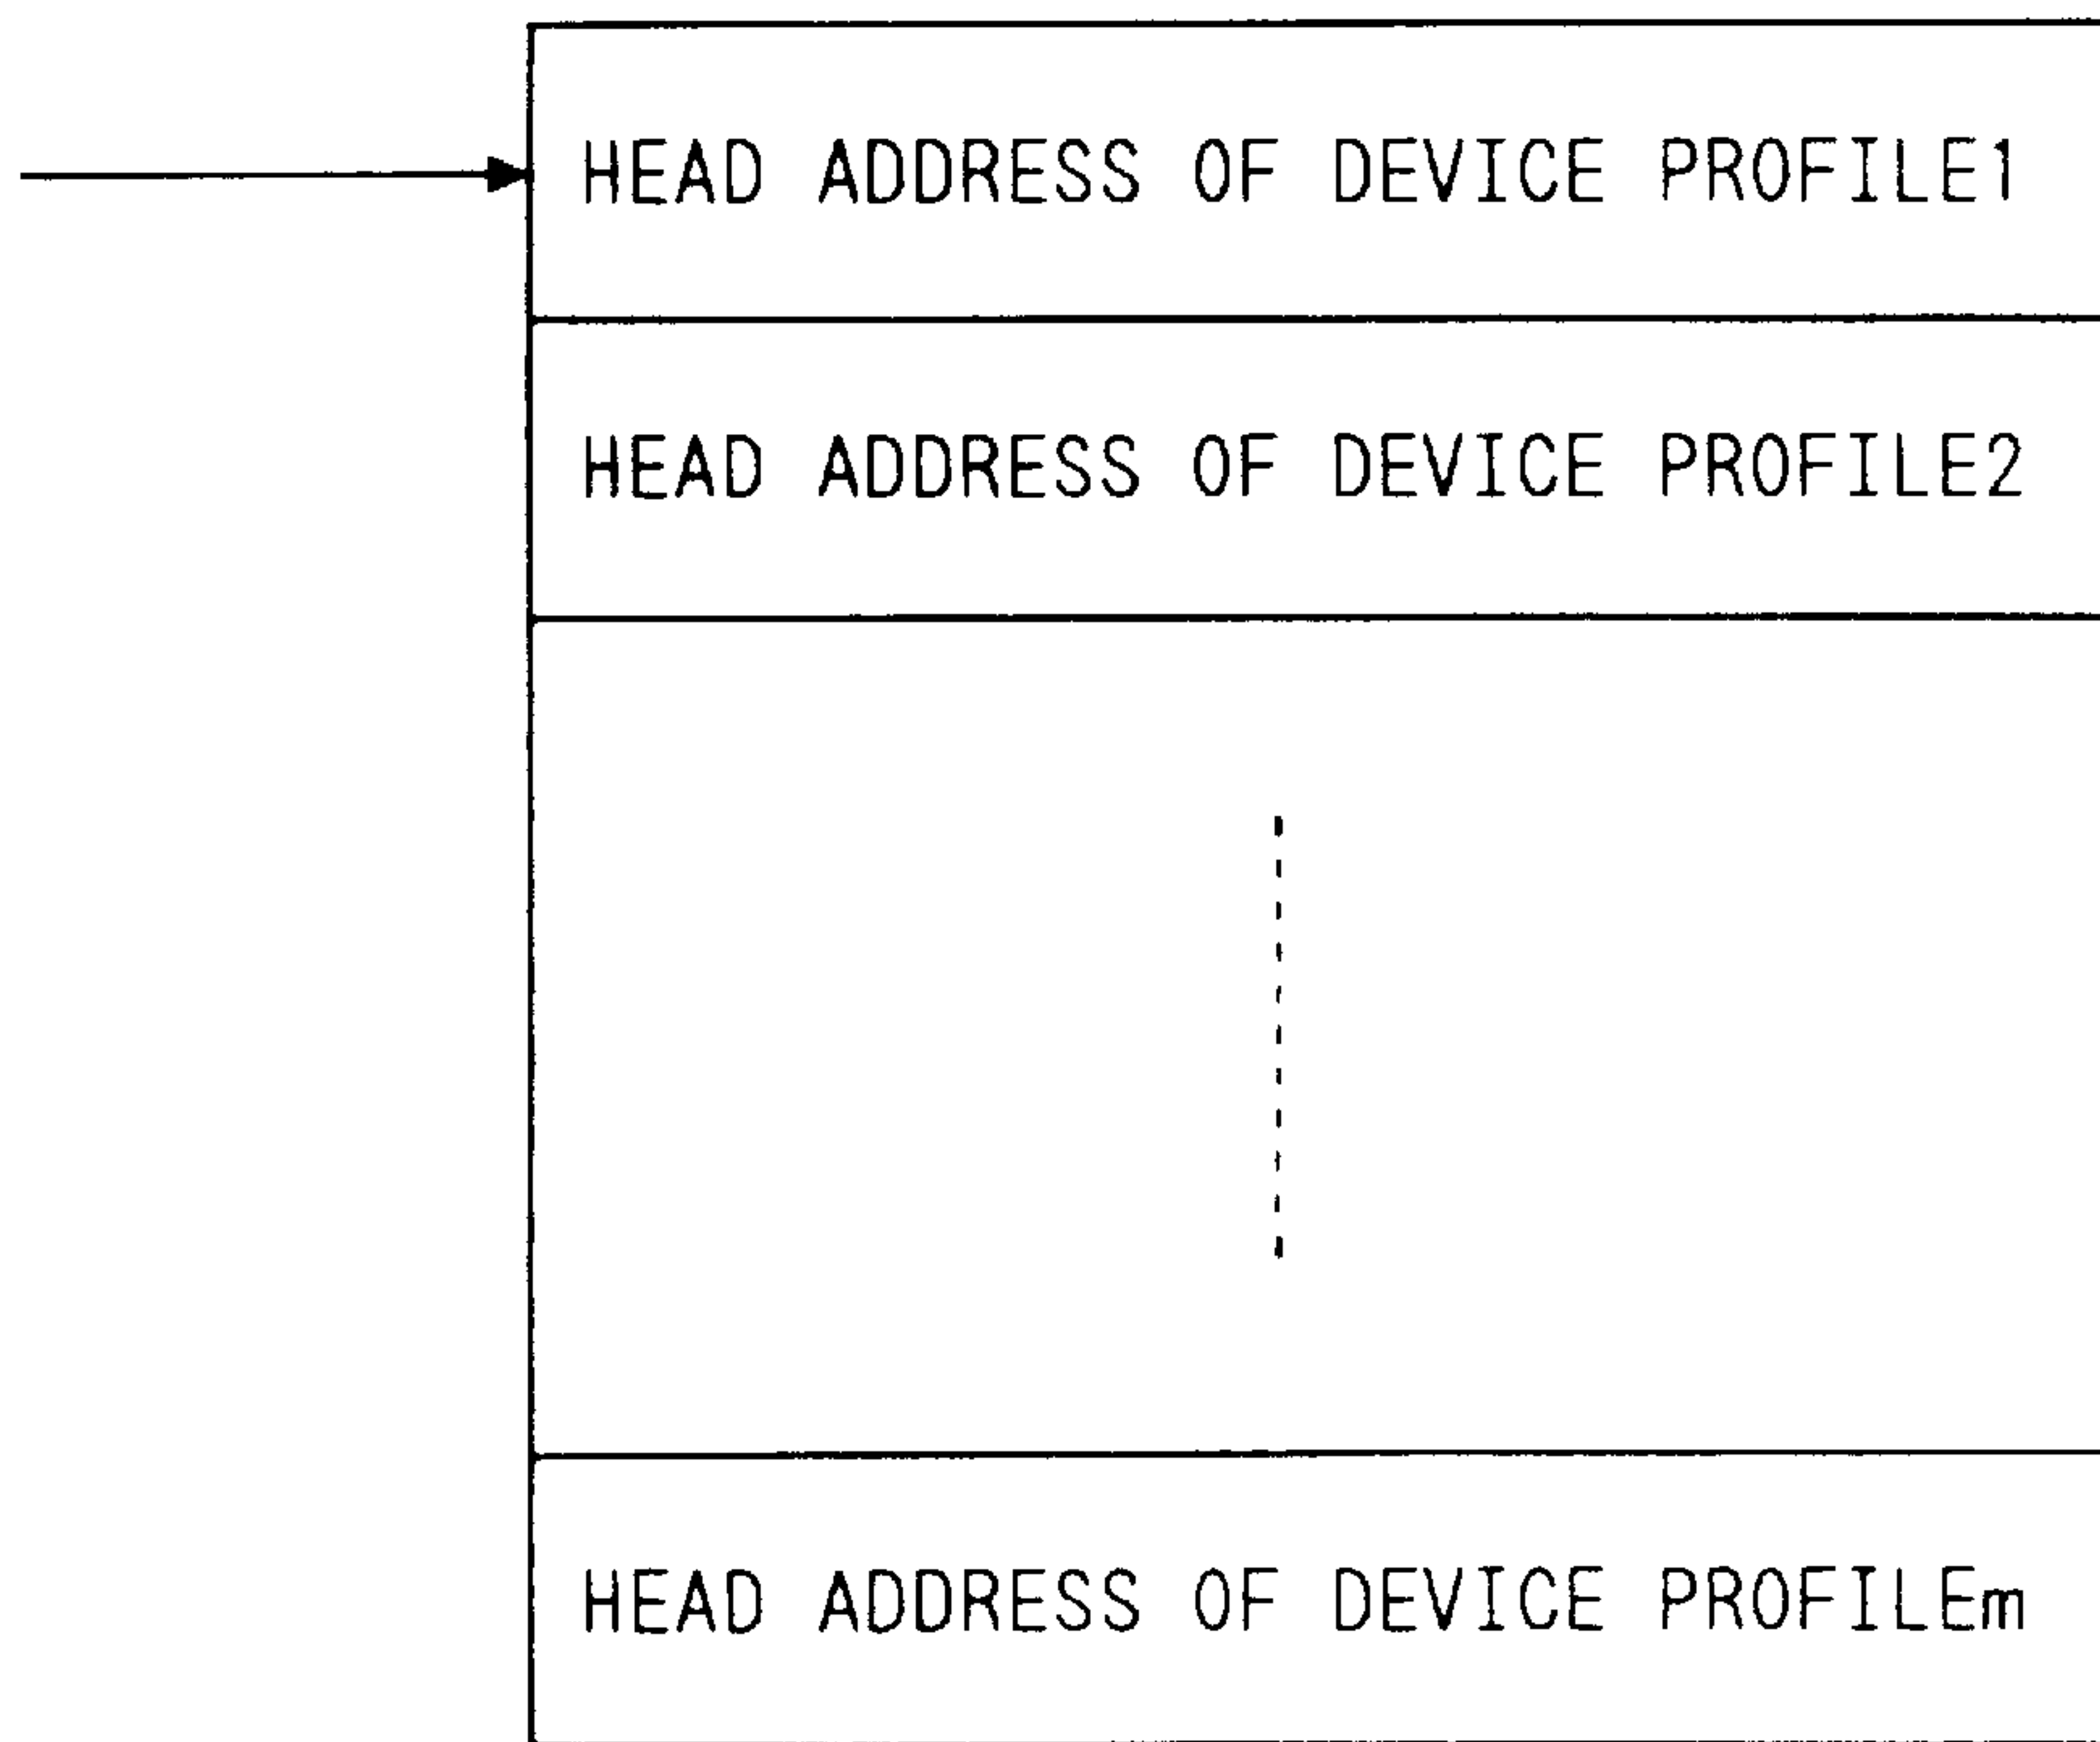 HEAD ADDRESS OF DEVICE PROFILE1
HEAD ADDRESS OF DEVICE PROFILE2
HEAD ADDRESS OF DEVICE PROFILEm